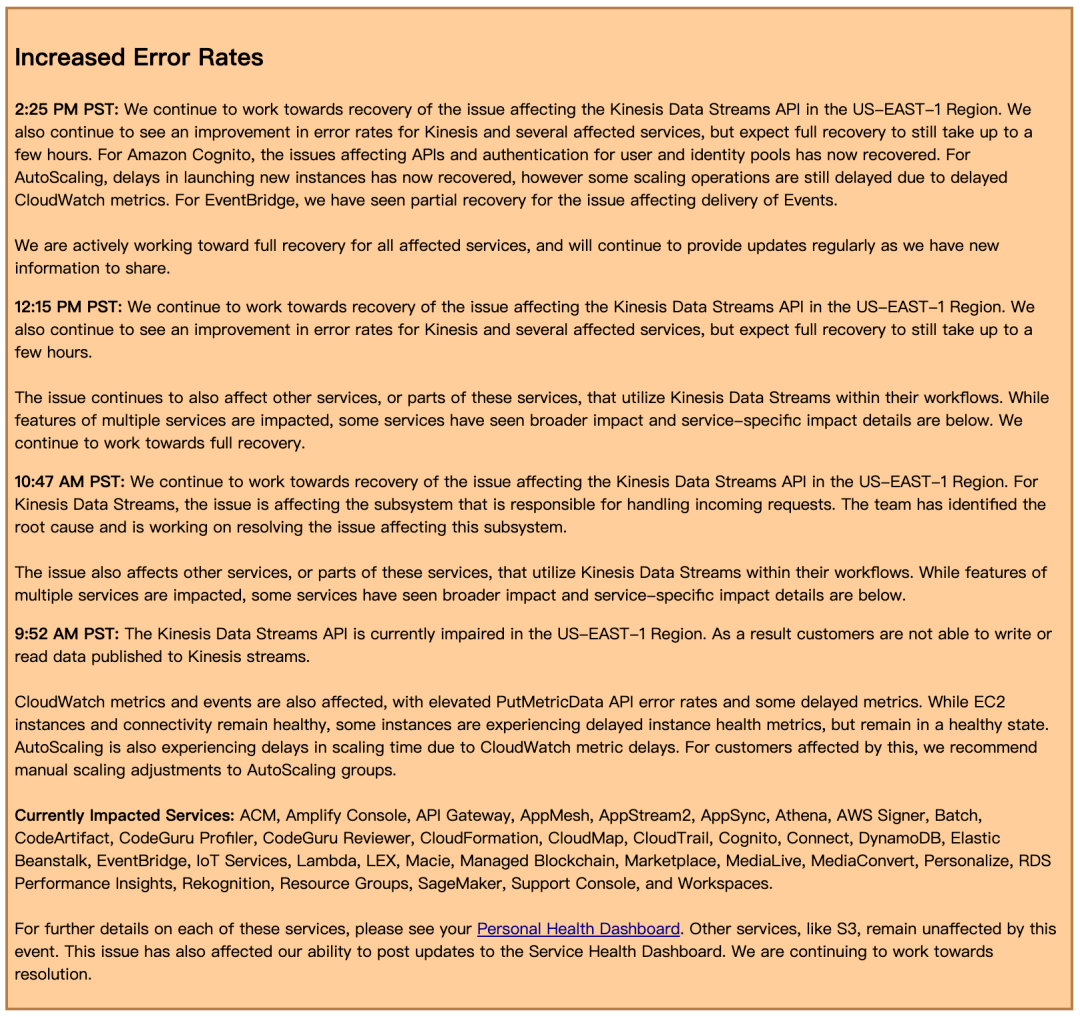 Increased Error Rates
2:25 PM PST: We continue to work towards recovery of the issue affecting the Kinesis Data Streams API in the US-EAST-1 Region. We
also continue to see an improvement in error rates for Kinesis and several affected services, but expect full recovery to still take up to a
few hours. For Amazon Cognito, the issues affecting APIs and authentication for user and identity pools has now recovered. For
AutoScaling, delays in launching new instances has now recovered, however some scaling operations are still delayed due to delayed
CloudWatch metrics. For EventBridge, we have seen partial recovery for the issue affecting delivery of Events.
We are actively working toward full recovery for all affected services, and will continue to provide updates regularly as we have new
information to share.
12:15 PM PST: We continue to work towards recovery of the issue affecting the Kinesis Data Streams API in the US-EAST-1 Region. We
also continue to see an improvement in error rates for Kinesis and several affected services, but expect full recovery to still take up to a
few hours.
The issue continues to also affect other services, or parts of these services, that utilize Kinesis Data Streams within their workflows. While
features of multiple services are impacted, some services have seen broader impact and service-specific impact details are below. We
continue to work towards full recovery.
10:47 AM PST: We continue to work towards recovery of the issue affecting the Kinesis Data Streams API in the US-EAST-1 Region. For
Kinesis Data Streams, the issue is affecting the subsystem that is responsible for handling incoming requests. The team has identified the
root cause and is working on resolving the issue affecting this subsystem.
The issue also affects other services, or parts of these services, that utilize Kinesis Data Streams within their workflows. While features of
multiple services are impacted, some services have seen broader impact and service-specific impact details are below.
9:52 AM PST: The Kinesis Data Streams API is currently impaired in the US-EAST-1 Region. As a result customers are not able to write or
read data published to Kinesis streams.
CloudWatch metrics and events are also affected, with elevated PutMetricData API error rates and some delayed metrics. While EC2
instances and connectivity remain healthy, some instances are experiencing delayed instance health metrics, but remain in a healthy state.
AutoScaling is also experiencing delays in scaling time due to CloudWatch metric delays. For customers affected by this, we recommend
manual scaling adjustments to AutoScaling groups.
Currently Impacted Services: ACM, Amplify Console, API Gateway, AppMesh, AppStream2, AppSync, Athena, AWS Signer, Batch,
CodeArtifact, CodeGuru Profiler, CodeGuru Reviewer, CloudFormation, CloudMap, CloudTrail, Cognito, Connect, DynamoDB, Elastic
Beanstalk, EventBridge, IoT Services, Lambda, LEX, Macie, Managed Blockchain, Marketplace, MediaLive, MediaConvert, Personalize, RDS
Performance Insights, Rekognition, Resource Groups, SageMaker, Support Console, and Workspaces.
For further details on each of these services, please see your Personal Health Dashboard. Other services, like S3, remain unaffected by this
event. This issue has also affected our ability to post updates to the Service Health Dashboard. We are continuing to work towards
resolution.